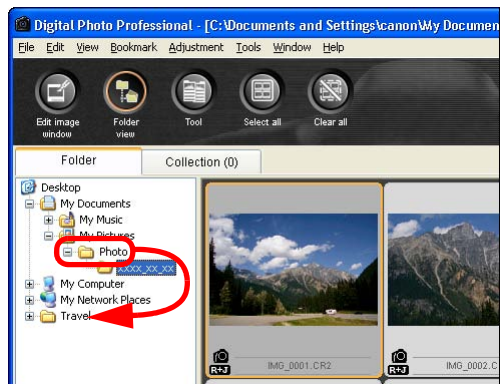 Digital Photo Professional - [C:\Documents and Settings\canon\My Documen
File Edit View Bookmark Adjustment Tools Window Help
Edit image window
Folder view
Tool
Select all
Clear all
Folder
Collection (0)
Desktop
My Documents
My Music
My Pictures
Photo
xxxx_xx_xx
My Computer
My Network Places
Travel
R+J
IMG_0001.CR2
R+J
IMG_0002.C